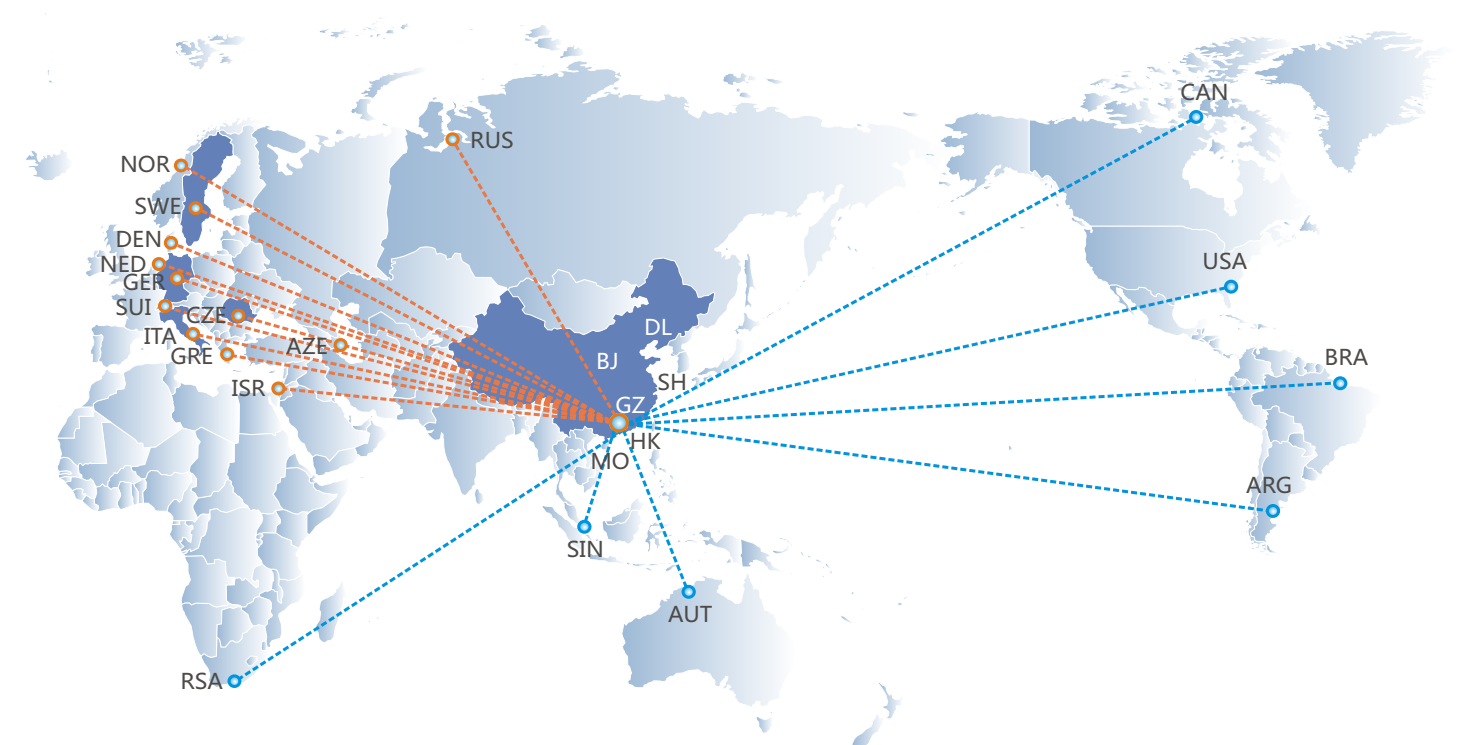 CAN
RUS
NOR
SWE
DEN
NED
GER
USA
SUI
CZE
DL
ITA
AZE
GRE
BJ
BRA
SH
ISR
GZ
HK
MO
ARG
SIN
AUT
RSA